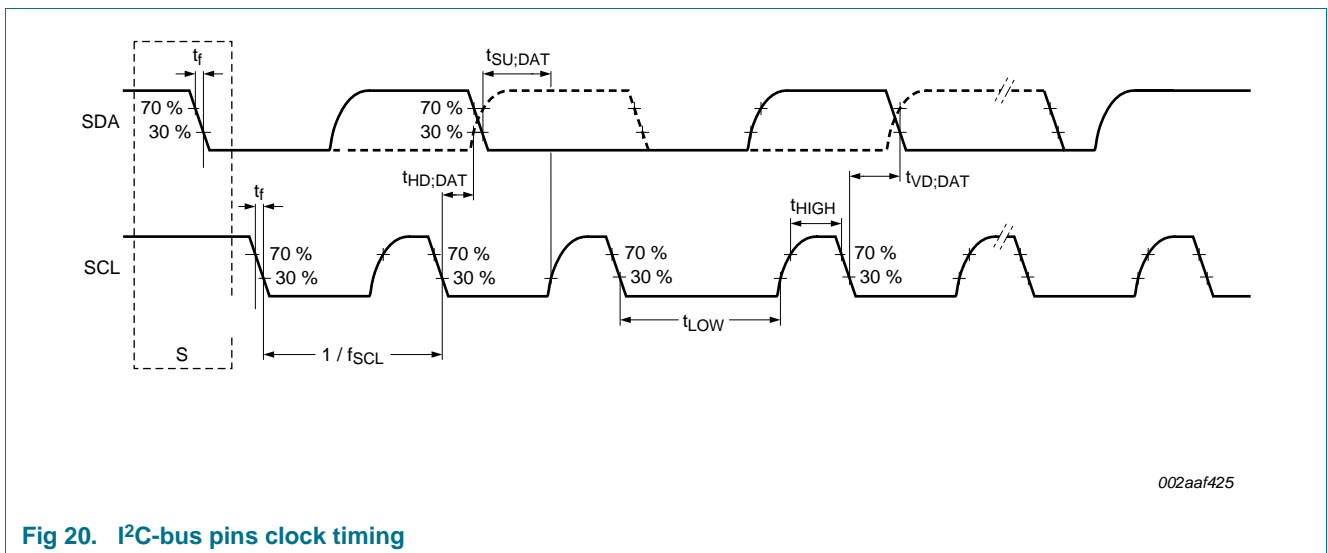 tf
tSU;DAT
SDA
70 %
30 %
70 %
30 %
tHD;DAT
tVD;DAT
tf
tHIGH
SCL
70 %
30 %
70 %
30 %
70 %
30 %
70 %
30 %
tLOW
S
1 / fSCL
002aaf425
Fig 20. I2C-bus pins clock timing